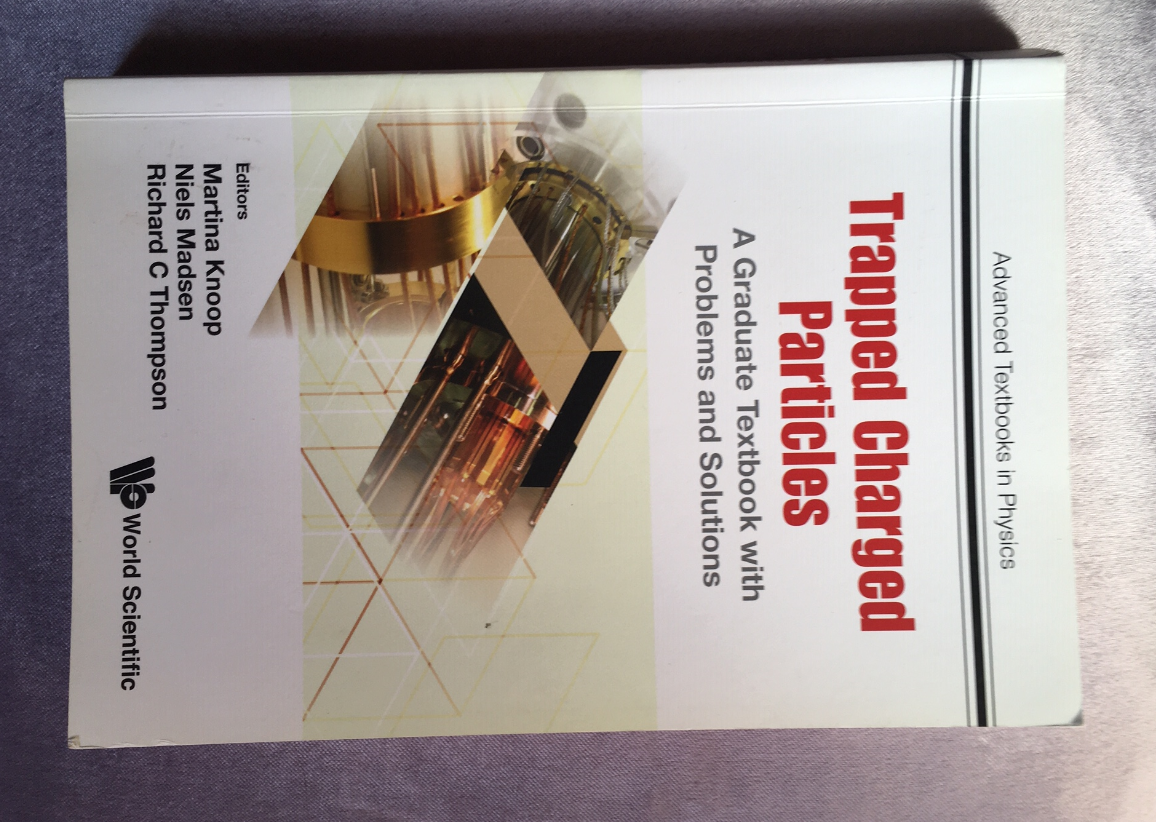 Advanced Textbooks in Physics
Trapped Charged
Particles
A Graduate Textbook with
Problems and Solutions
Editors
Martina Knoop
Niels Madsen
Richard C Thompson
World Scientific